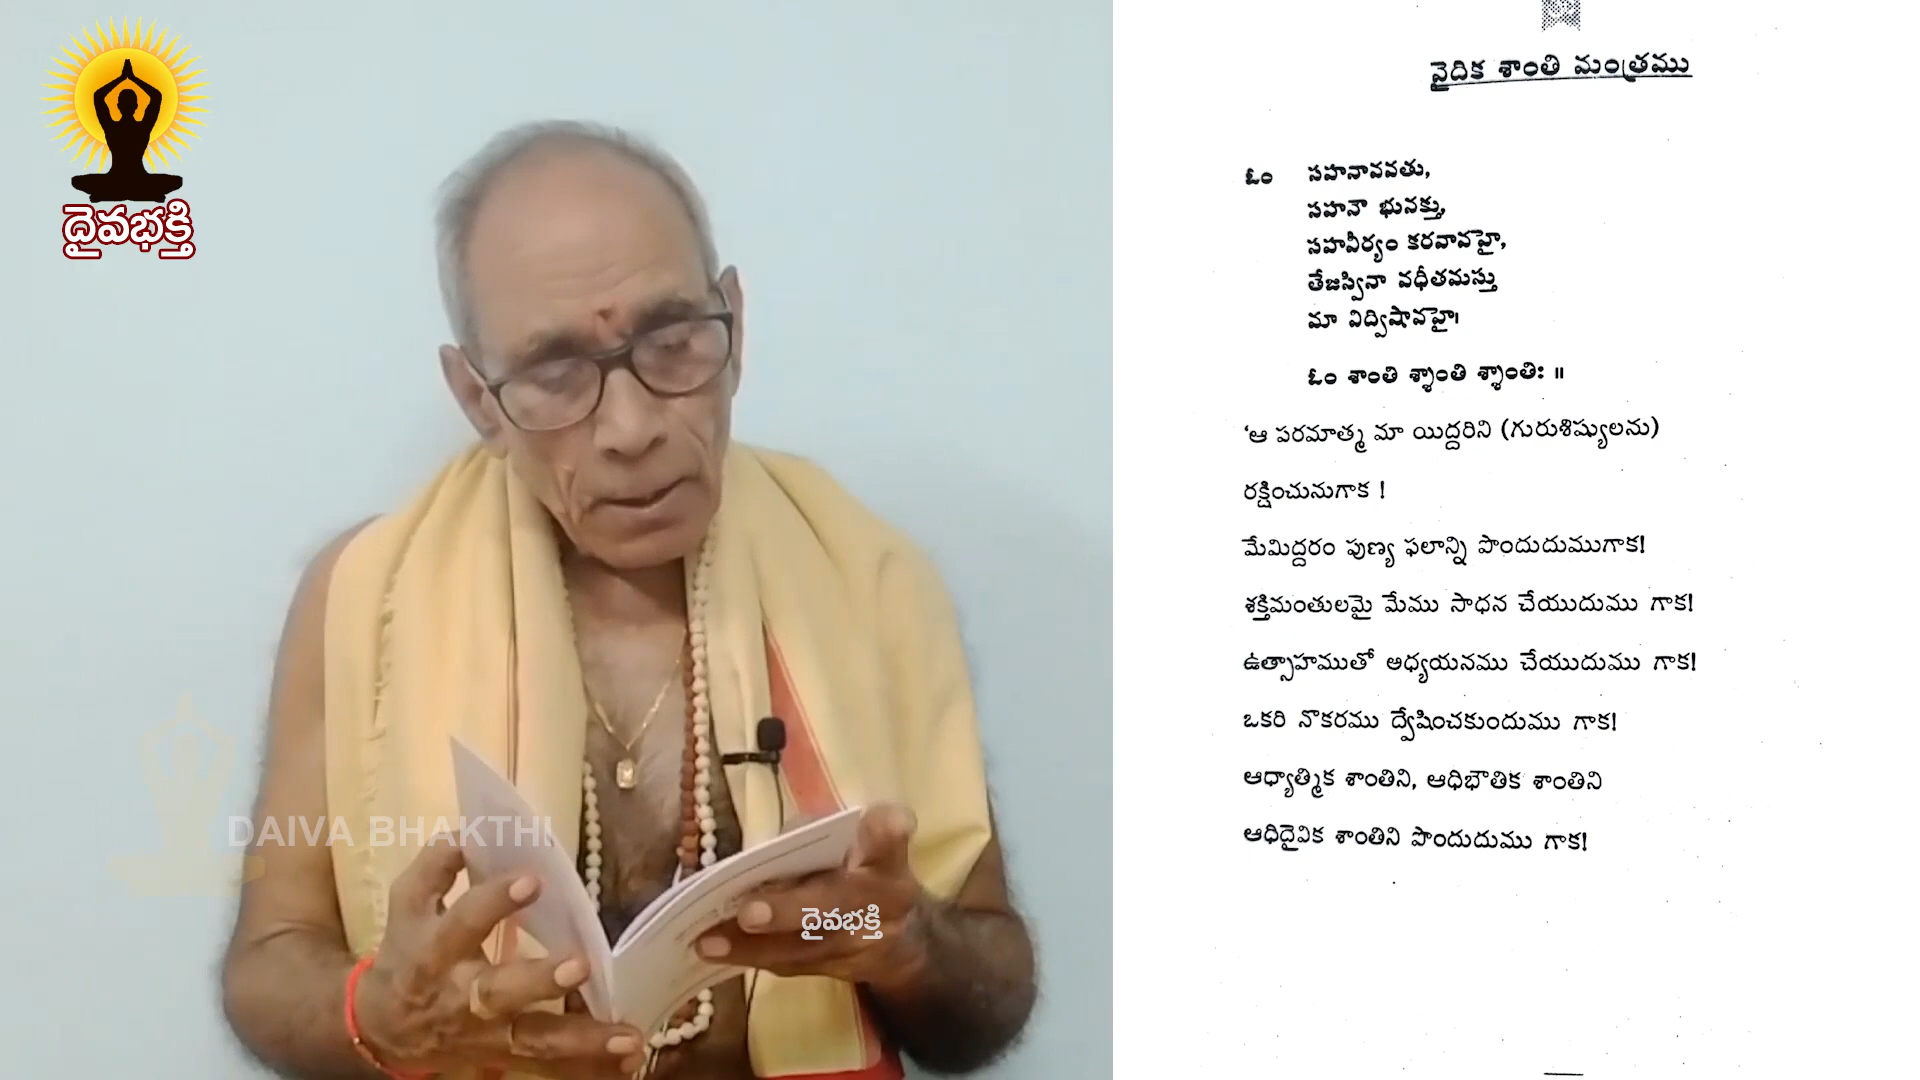 దైవభక్తి
DAIVA BHAKTHI
దైవభక్తి
వైదిక శాంతి మంత్రము
ఓం సహనావవతు,
సహనౌ భునక్తు,
సహవీర్యం కరవావహై,
తేజస్వినా వధీతమస్తు
మా విద్విషావహై।
ఓం శాంతి శ్శాంతి శ్శాంతిః ॥
'ఆ పరమాత్మ మా యిద్దరిని (గురుశిష్యులను)
రక్షించునుగాక !
మేమిద్దరం పుణ్య ఫలాన్ని పొందుదుముగాక!
శక్తిమంతులమై మేము సాధన చేయుదుము గాక!
ఉత్సాహముతో అధ్యయనము చేయుదుము గాక!
ఒకరి నొకరము ద్వేషించకుందుము గాక!
ఆధ్యాత్మిక శాంతిని, ఆధిభౌతిక శాంతిని
ఆధిదైవిక శాంతిని పొందుదుము గాక!